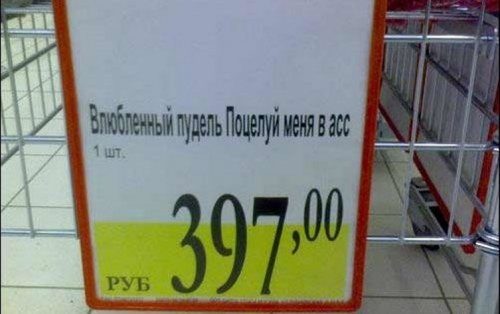 Влюбленный пудель Поцелуй меня в асс
1 шт.
РУБ 397,00